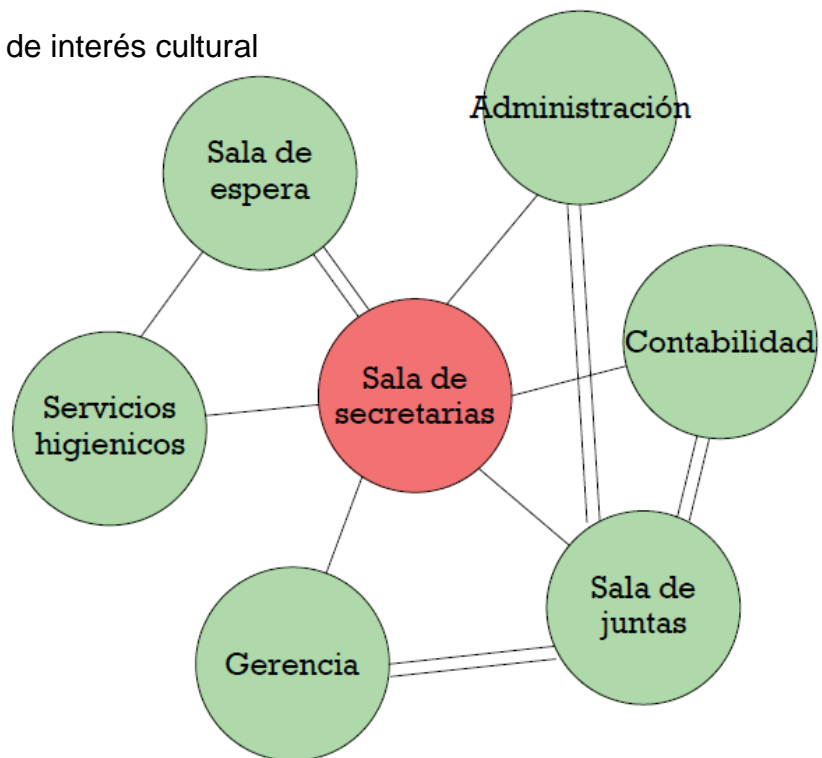 de interés cultural
Administración
Sala de
espera
Contabilidad
Sala de
secretarias
Servicios
higienicos
Sala de
juntas
Gerencia